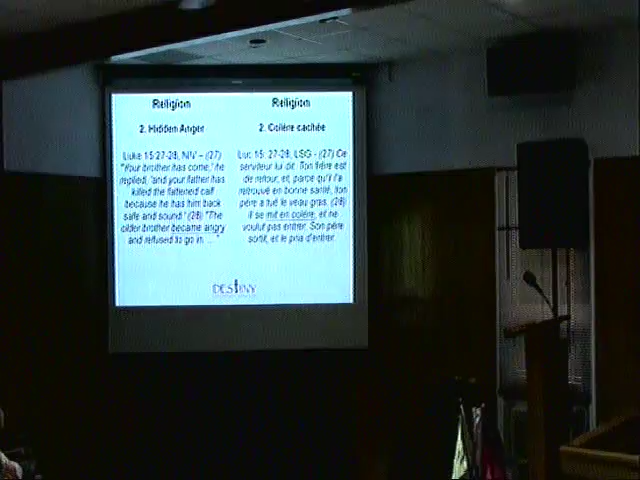 Religion
2. Hidden Anger
Luke 15:27-28, NIV – (27)
"Your brother has come,' he
replied, 'and your father has
killed the fattened calf
because he has him back
safe and sound.' (28) "The
older brother became angry
and refused to go in. ..."
Religion
2. Colère cachée
Luc 15: 27-28, LSG - (27) Ce
serviteur lui dit: Ton frère est
de retour, et, parce qu'il l'a
retrouvé en bonne santé, ton
père a tué le veau gras. (28)
Il se mit en colère, et ne
voulut pas entrer. Son père
sortit, et le pria d'entrer.
DESTINY